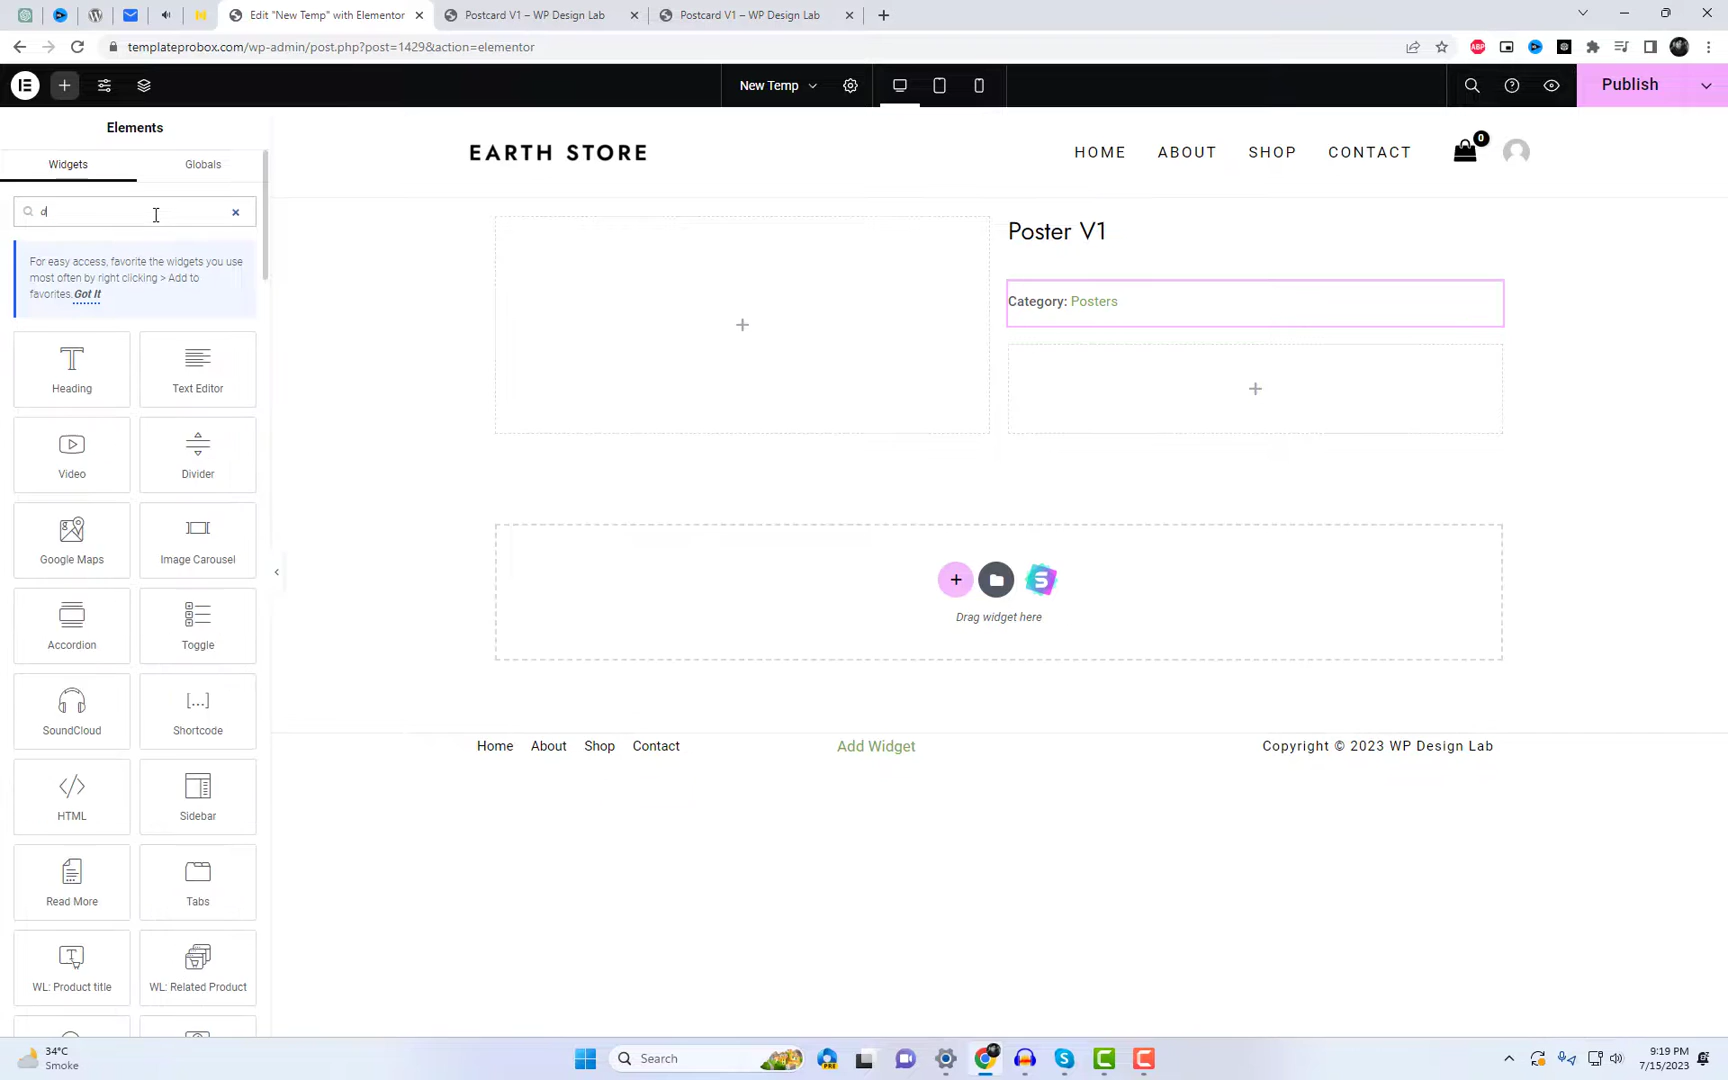 Edit "New Temp" with Elementor
Postcard V1 – WP Design Lab
Postcard V1 – WP Design Lab
templateprobox.com/wp-admin/post.php?post=1429&action=elementor
ABP
New Temp
Publish
Elements
Widgets
Globals
d
For easy access, favorite the widgets you use
most often by right clicking > Add to
favorites. Got It
Heading
Text Editor
Video
Divider
Google Maps
Image Carousel
Accordion
Toggle
SoundCloud
Shortcode
HTML
Sidebar
Read More
Tabs
WL: Product title
WL: Related Product
EARTH STORE
HOME
ABOUT
SHOP
CONTACT
0
Poster V1
Category: Posters
Drag widget here
Home
About
Shop
Contact
Add Widget
Copyright © 2023 WP Design Lab
34°C
Smoke
Search
PRE
9:19 PM
7/15/2023